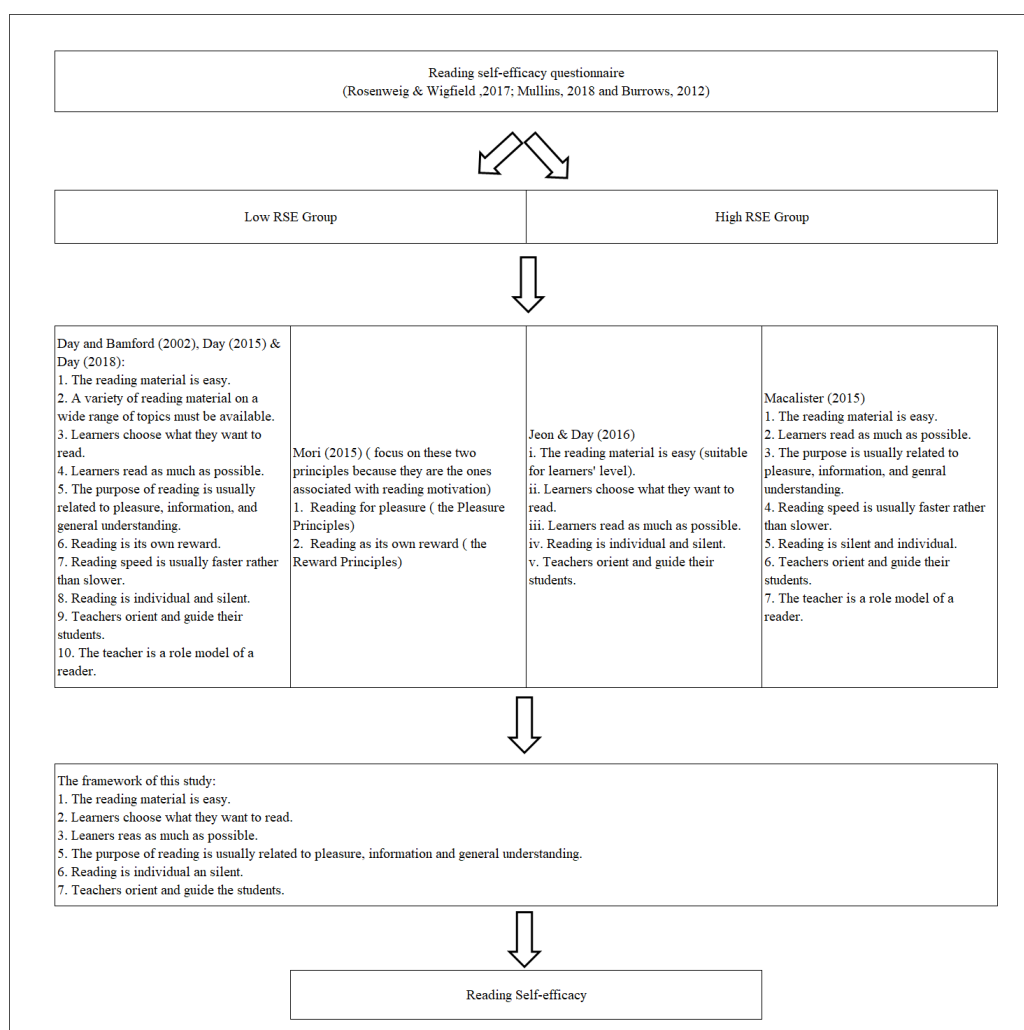 Reading self-efficacy questionnaire
(Rosenweig & Wigfield ,2017; Mullins, 2018 and Burrows, 2012)
Low RSE Group
High RSE Group
Day and Bamford (2002), Day (2015) &
Day (2018):
1. The reading material is easy.
2. A variety of reading material on a
wide range of topics must be available.
3. Learners choose what they want to
read.
4. Learners read as much as possible.
5. The purpose of reading is usually
related to pleasure, information, and
general understanding.
6. Reading is its own reward.
7. Reading speed is usually faster rather
than slower.
8. Reading is individual and silent.
9. Teachers orient and guide their
students.
10. The teacher is a role model of a
reader.
Mori (2015) ( focus on these two
principles because they are the ones
associated with reading motivation)
1. Reading for pleasure ( the Pleasure
Principles)
2. Reading as its own reward ( the
Reward Principles)
Jeon & Day (2016)
i. The reading material is easy (suitable
for learners' level).
ii. Learners choose what they want to
read.
iii. Learners read as much as possible.
iv. Reading is individual and silent.
v. Teachers orient and guide their
students.
Macalister (2015)
1. The reading material is easy.
2. Learners read as much as possible.
3. The purpose is usually related to
pleasure, information, and genral
understanding.
4. Reading speed is usually faster rather
than slower.
5. Reading is silent and individual.
6. Teachers orient and guide their
students.
7. The teacher is a role model of a
reader.
The framework of this study:
1. The reading material is easy.
2. Learners choose what they want to read.
3. Leaners reas as much as possible.
5. The purpose of reading is usually related to pleasure, information and general understanding.
6. Reading is individual an silent.
7. Teachers orient and guide the students.
Reading Self-efficacy